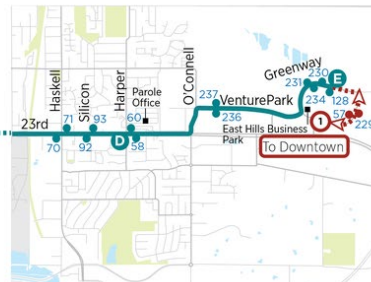 Haskell
Silicon
Harper
Parole
Office
O'Connell
Greenway
230
E
231
234
128
57
229
237
VenturePark
236
East Hills Business
Park
1
To Downtown
23rd
71
93
60
D
70
92
58